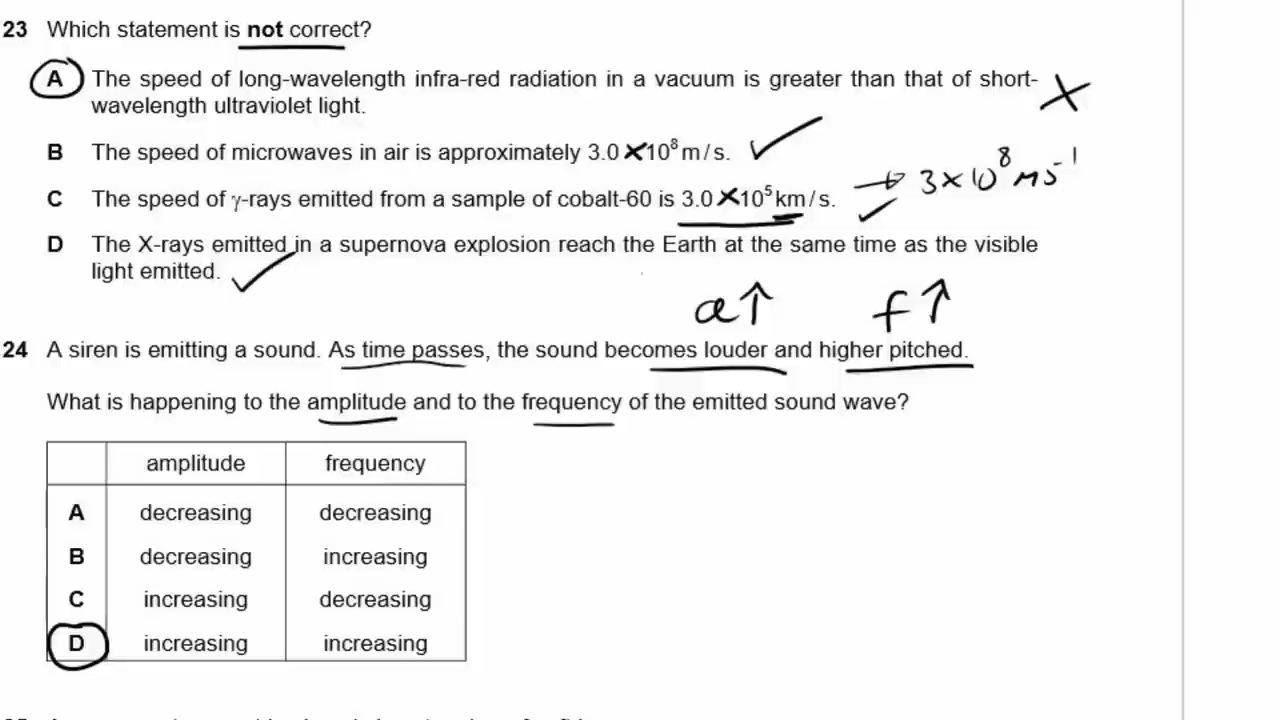 23 Which statement is not correct?
A The speed of long-wavelength infra-red radiation in a vacuum is greater than that of short-
wavelength ultraviolet light.
B The speed of microwaves in air is approximately 3.0×10⁸ m/s.
3×10⁸ ms⁻¹
C The speed of γ-rays emitted from a sample of cobalt-60 is 3.0×10⁵ km/s.
D The X-rays emitted in a supernova explosion reach the Earth at the same time as the visible
light emitted.
a↑ f↑
24 A siren is emitting a sound. As time passes, the sound becomes louder and higher pitched.
What is happening to the amplitude and to the frequency of the emitted sound wave?
amplitude frequency
A decreasing decreasing
B decreasing increasing
C increasing decreasing
D increasing increasing